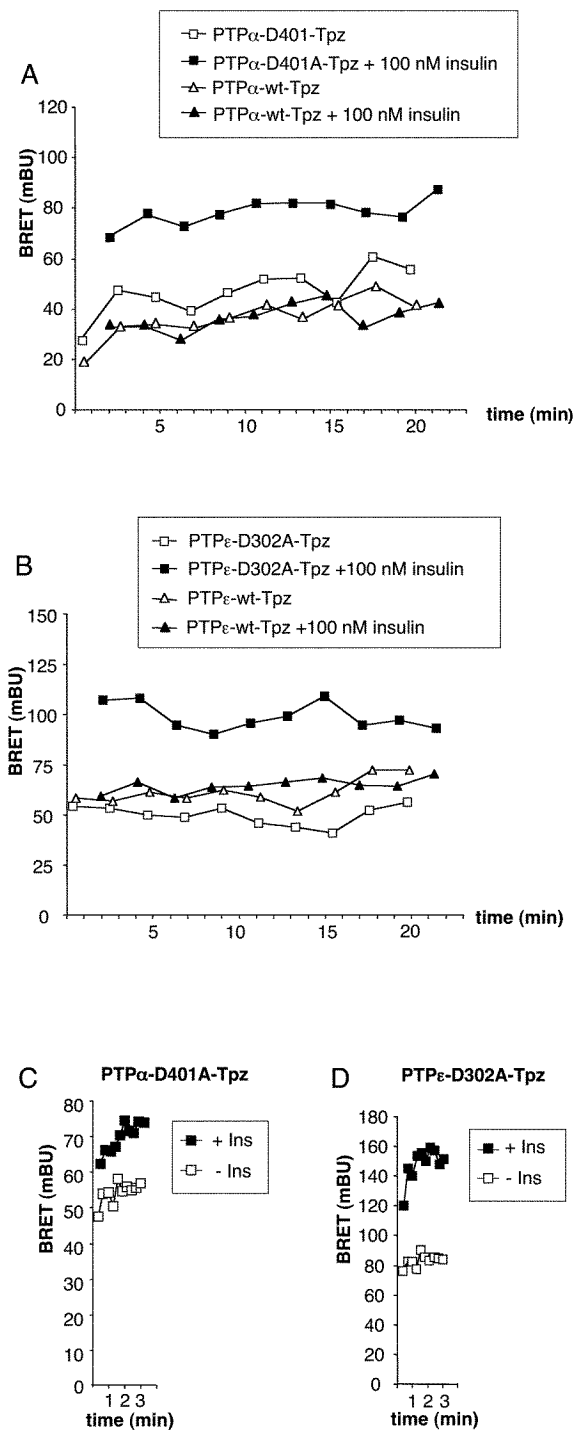 A
PTPα-D401-Tpz
PTPα-D401A-Tpz + 100 nM insulin
PTPα-wt-Tpz
PTPα-wt-Tpz + 100 nM insulin
BRET (mBU)
120
100
80
60
40
20
0
5 10 15 20
time (min)
B
PTPε-D302A-Tpz
PTPε-D302A-Tpz +100 nM insulin
PTPε-wt-Tpz
PTPε-wt-Tpz +100 nM insulin
BRET (mBU)
150
125
100
75
50
25
0
5 10 15 20
time (min)
C
PTPα-D401A-Tpz
+ Ins
- Ins
BRET (mBU)
80
70
60
50
40
30
20
10
0
1 2 3
time (min)
D
PTPε-D302A-Tpz
+ Ins
- Ins
BRET (mBU)
180
160
140
120
100
80
60
40
20
0
1 2 3
time (min)